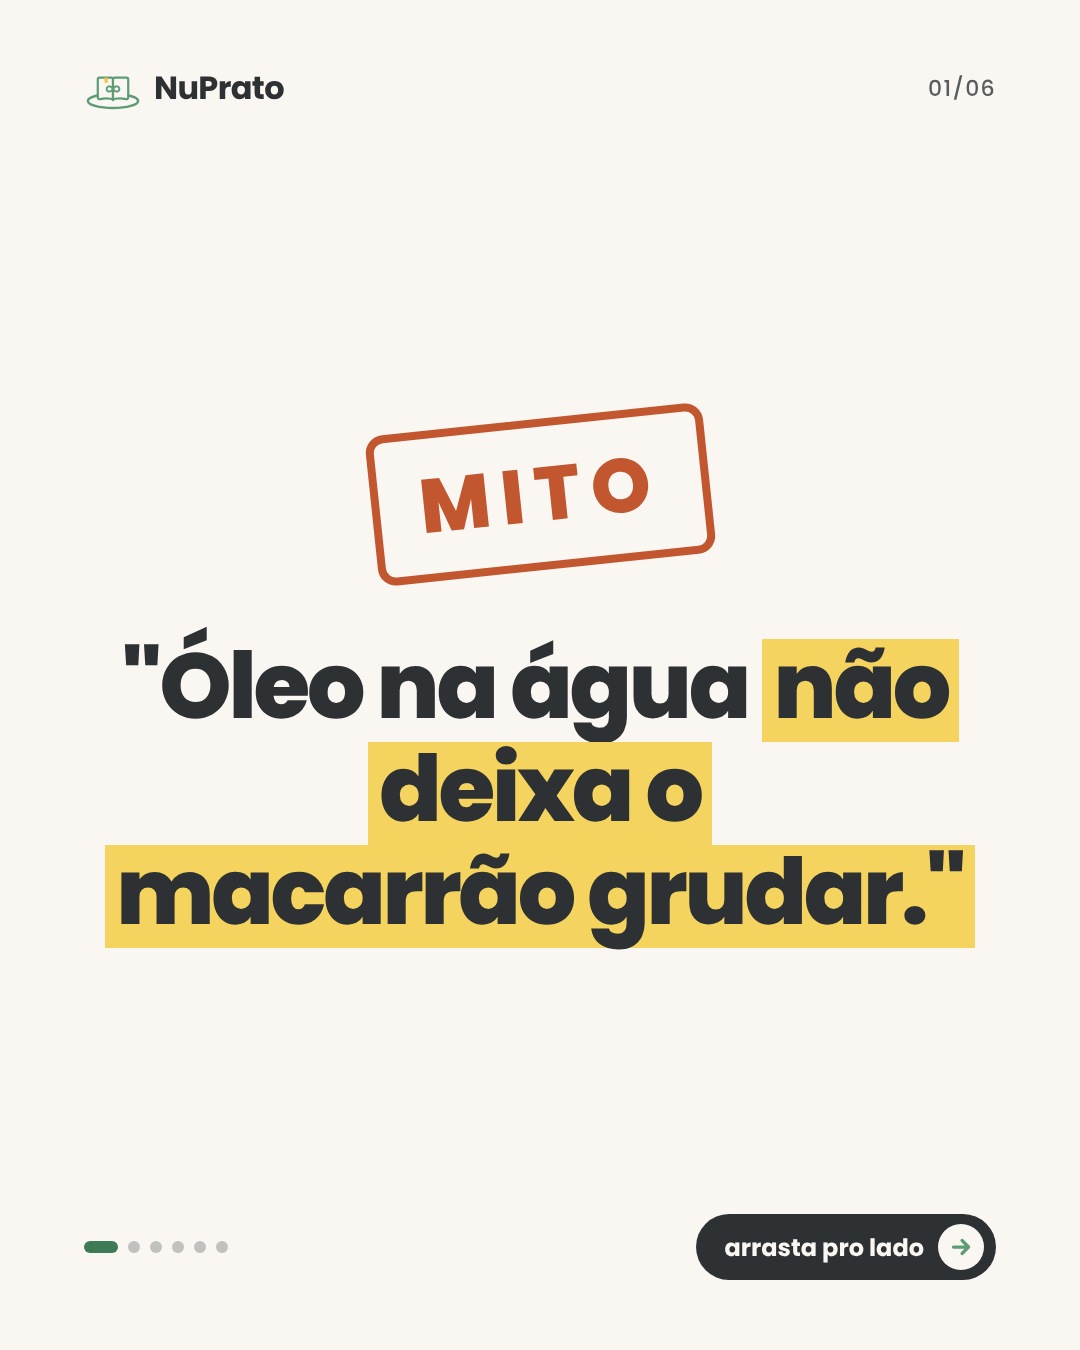 NuPrato
01/06
MITO
"Óleo na água não
deixa o
macarrão grudar."
arrasta pro lado